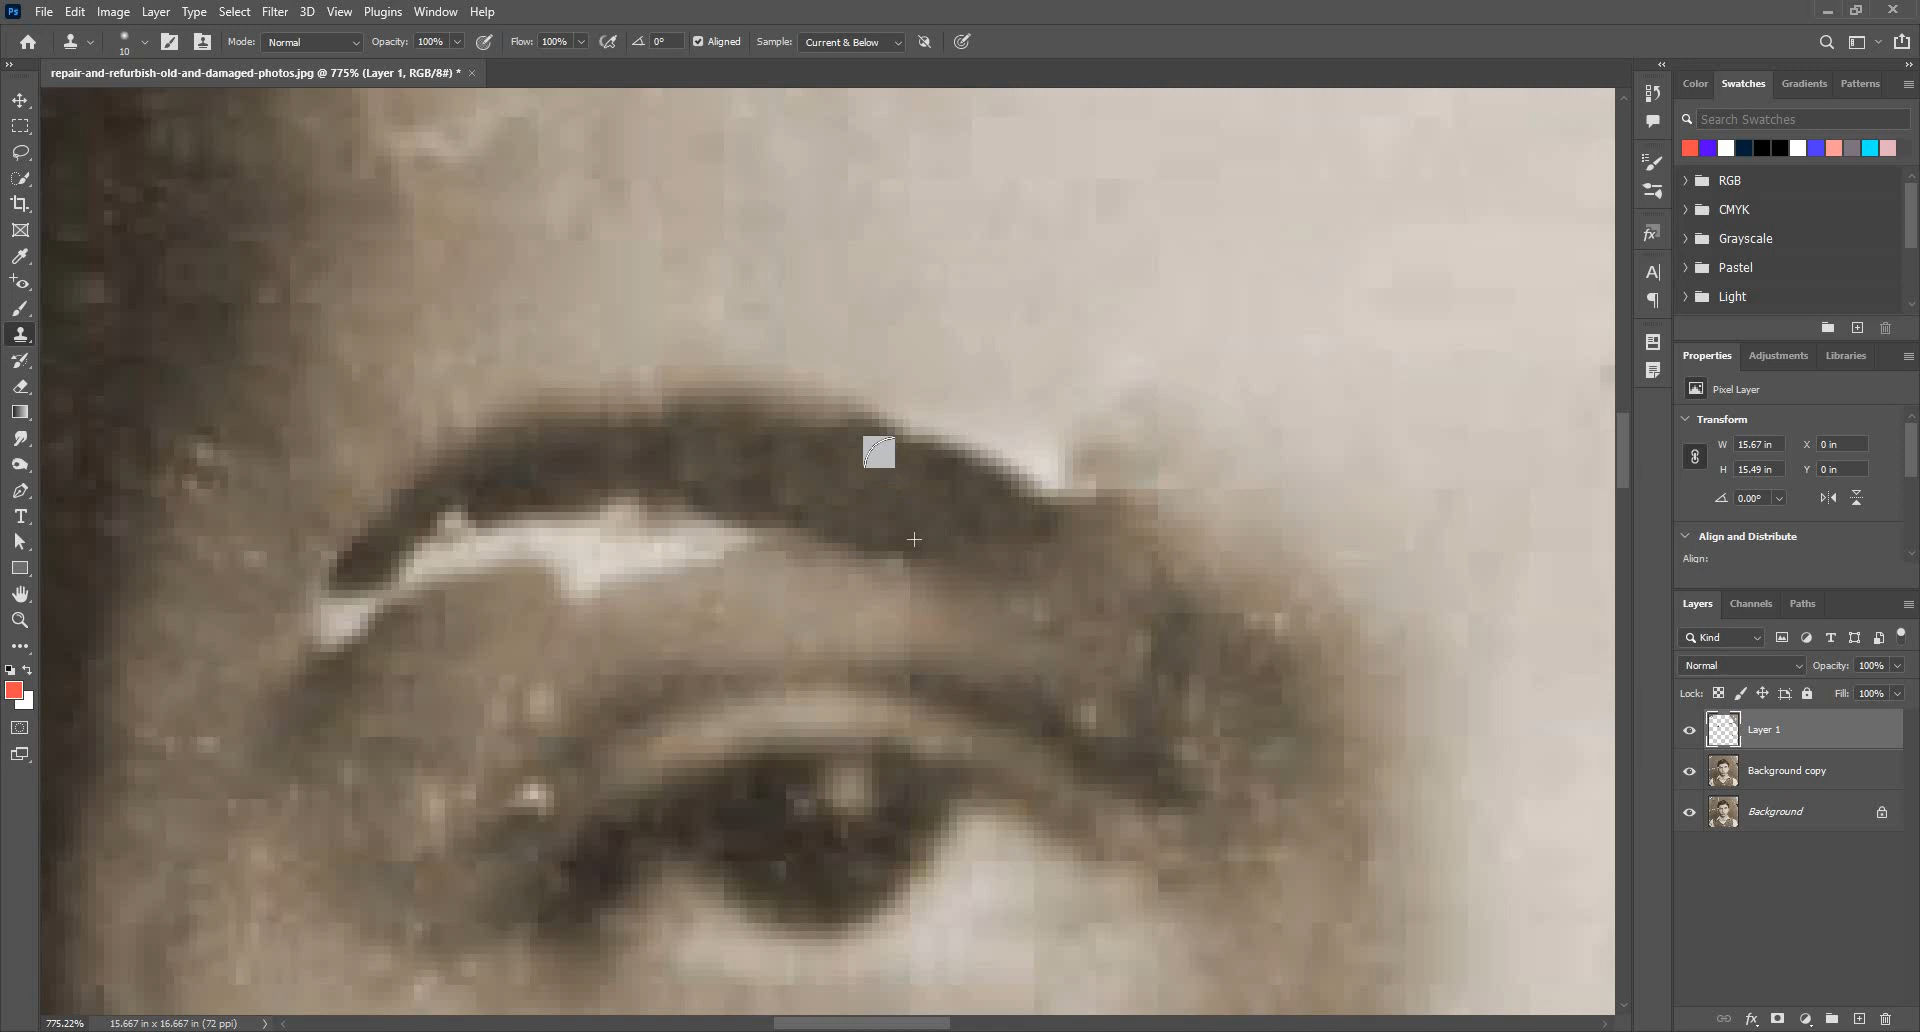 Ps File Edit Image Layer Type Select Filter 3D View Plugins Window Help
10 Mode: Normal Opacity: 100% Flow: 100% 0° Aligned Sample: Current & Below
repair-and-refurbish-old-and-damaged-photos.jpg @ 775% (Layer 1, RGB/8#) * ×
Color Swatches Gradients Patterns
Search Swatches
RGB
CMYK
Grayscale
Pastel
Light
Properties Adjustments Libraries
Pixel Layer
Transform
W 15.67 in X 0 in
H 15.49 in Y 0 in
0.00°
Align and Distribute
Align:
Layers Channels Paths
Kind
Normal Opacity: 100%
Lock: Fill: 100%
Layer 1
Background copy
Background
775.22% 15.667 in x 16.667 in (72 ppi)